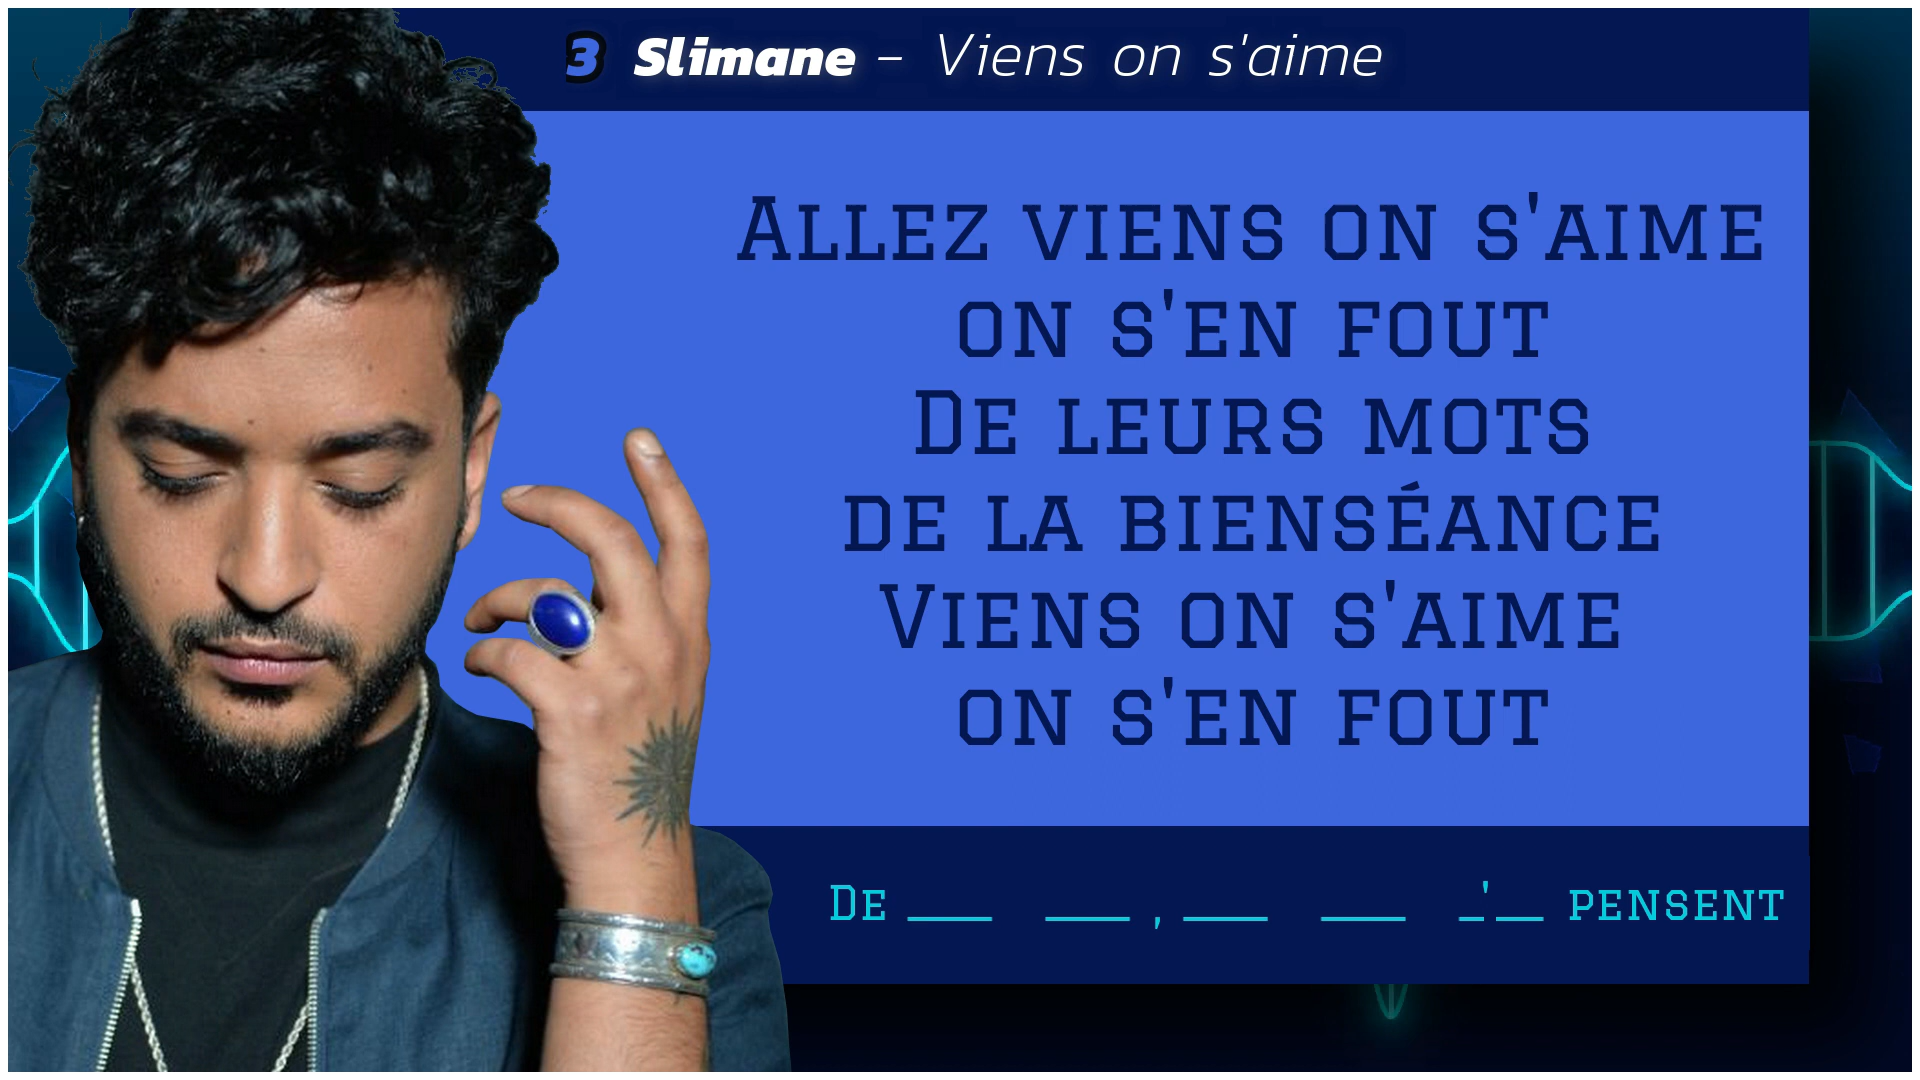 3 Slimane - Viens on s'aime
Allez viens on s'aime
on s'en fout
De leurs mots
de la bienséance
Viens on s'aime
on s'en fout
De ___ ___ , ___ ___ _'__ pensent